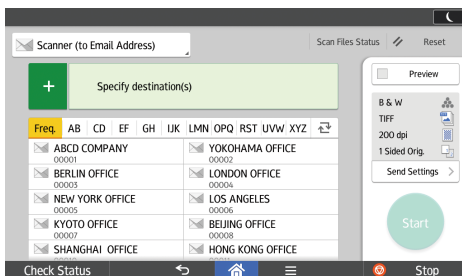 Scanner (to Email Address)
Scan Files Status
Reset
Specify destination(s)
Preview
B & W
TIFF
200 dpi
1 Sided Orig.
Send Settings
Start
Freq. AB CD EF GH IJK LMN OPQ RST UVW XYZ
ABCD COMPANY
00001
YOKOHAMA OFFICE
00002
BERLIN OFFICE
00003
LONDON OFFICE
00004
NEW YORK OFFICE
00005
LOS ANGELES
00006
KYOTO OFFICE
00007
BEIJING OFFICE
00008
SHANGHAI OFFICE
HONG KONG OFFICE
Check Status
Stop